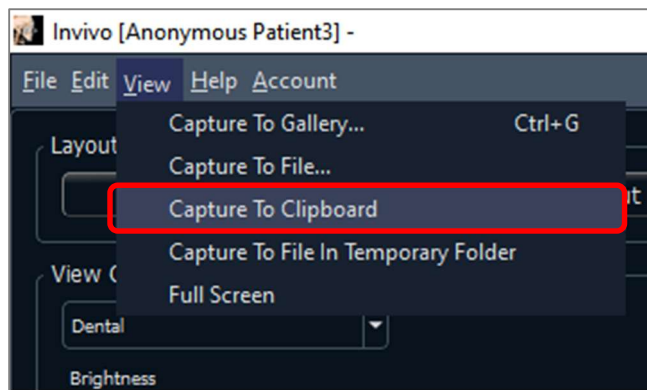 Invivo [Anonymous Patient3] -
File Edit View Help Account
Capture To Gallery... Ctrl+G
Layout
Capture To File...
Capture To Clipboard
Capture To File In Temporary Folder
View
Full Screen
Dental
Brightness